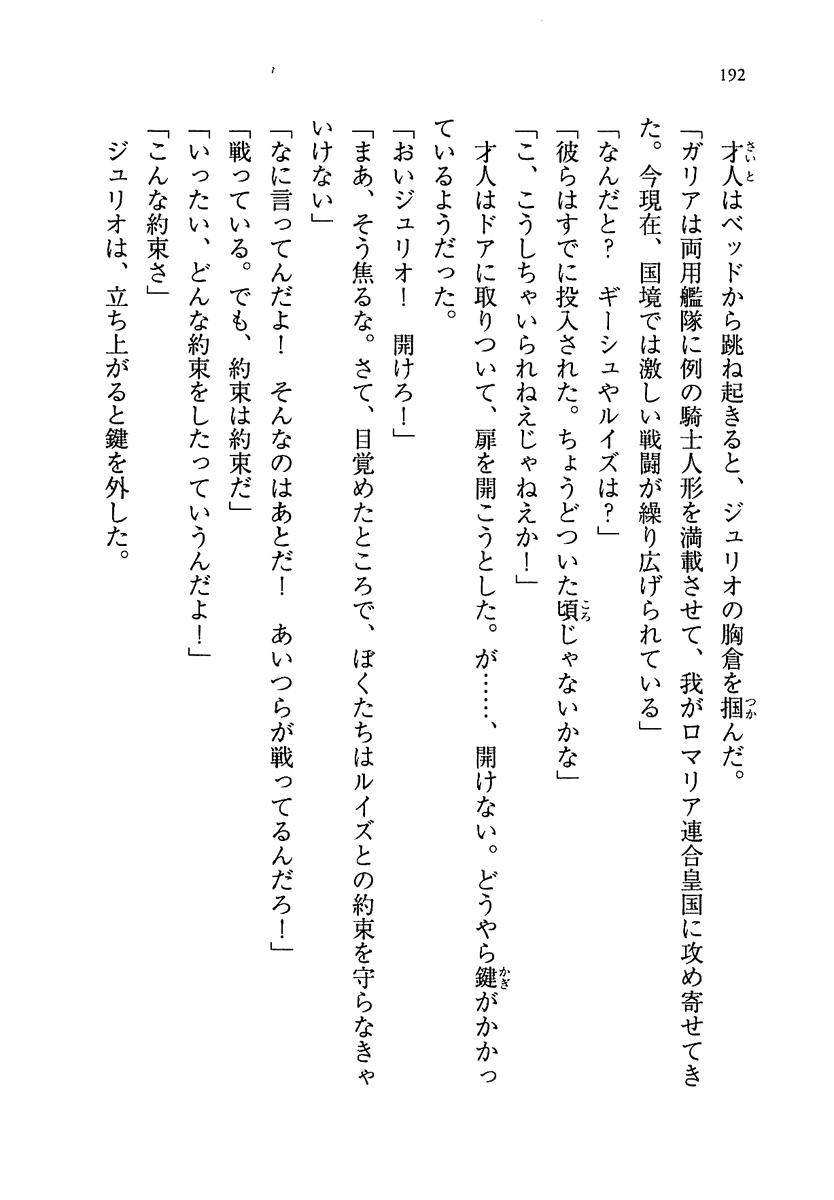 192
才人はベッドから跳ね起きると、ジュリオの胸倉を掴んだ。
「ガリアは両用艦隊に例の騎士人形を満載させて、我がロマリア連合皇国に攻め寄せてき
た。今現在、国境では激しい戦闘が繰り広げられている」
「なんだと?　ギーシュやルイズは?」
「彼らはすでに投入された。ちょうどついた頃じゃないかな」
「こ、こうしちゃいられねえじゃねえか!」
才人はドアに取りついて、扉を開こうとした。が……、開けない。どうやら鍵がかかっ
ているようだった。
「おいジュリオ!　開けろ!」
「まあ、そう焦るな。さて、目覚めたところで、ぼくたちはルイズとの約束を守らなきゃ
いけない」
「なに言ってんだよ!　そんなのはあとだ!　あいつらが戦ってるんだろ!」
「戦っている。でも、約束は約束だ」
「いったい、どんな約束をしたっていうんだよ!」
「こんな約束さ」
ジュリオは、立ち上がると鍵を外した。